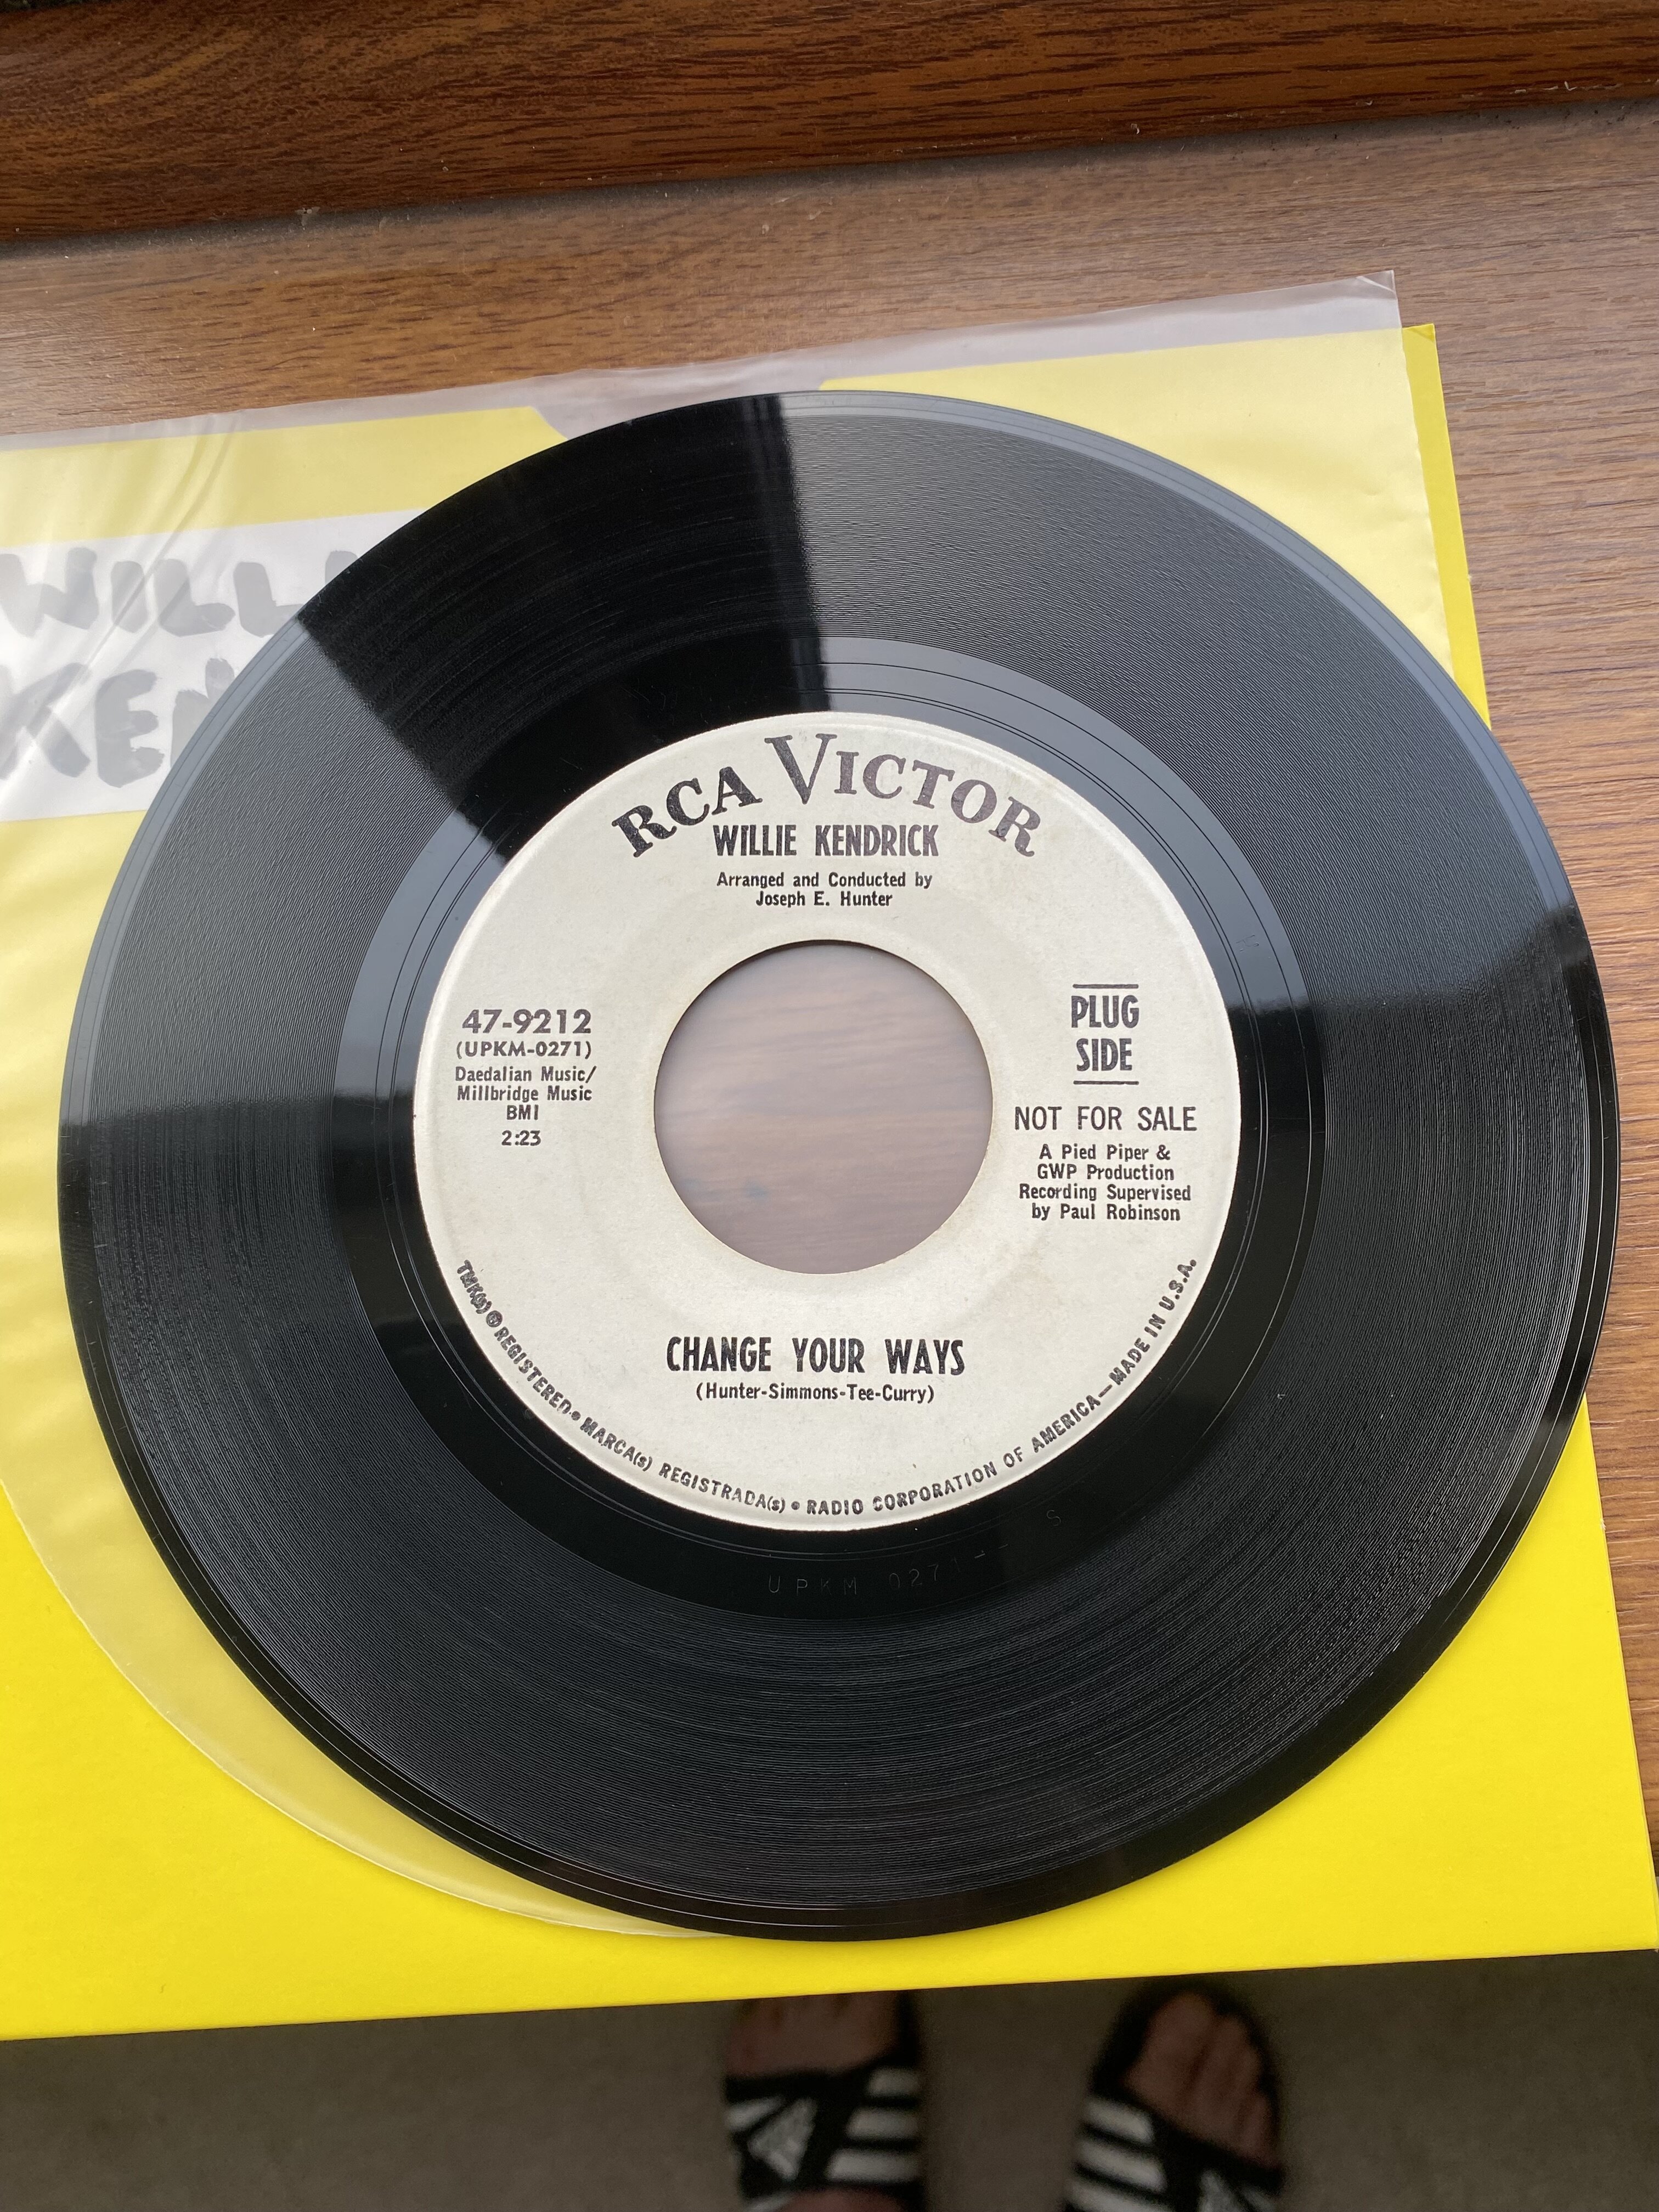 RCA VICTOR
WILLIE KENDRICK
Arranged and Conducted by
Joseph E. Hunter
47-9212
(UPKM-0271)
Daedalian Music/
Millbridge Music
BMI
2:23
PLUG
SIDE
NOT FOR SALE
A Pied Piper &
GWP Production
Recording Supervised
by Paul Robinson
CHANGE YOUR WAYS
(Hunter-Simmons-Tee-Curry)
TMK(s) ® REGISTERED • MARCA(s) REGISTRADA(s) • RADIO CORPORATION OF AMERICA—MADE IN U.S.A.
UPKM 0271
S